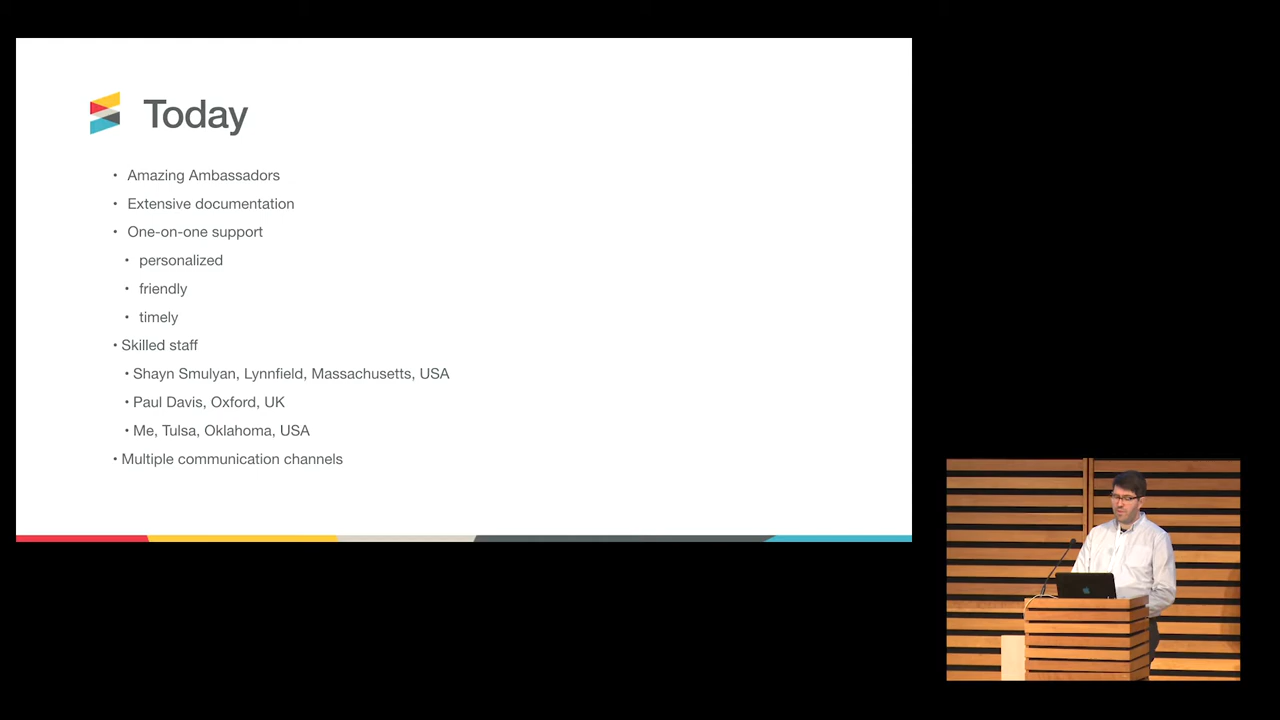 Today
• Amazing Ambassadors
• Extensive documentation
• One-on-one support
• personalized
• friendly
• timely
• Skilled staff
• Shayn Smulyan, Lynnfield, Massachusetts, USA
• Paul Davis, Oxford, UK
• Me, Tulsa, Oklahoma, USA
• Multiple communication channels